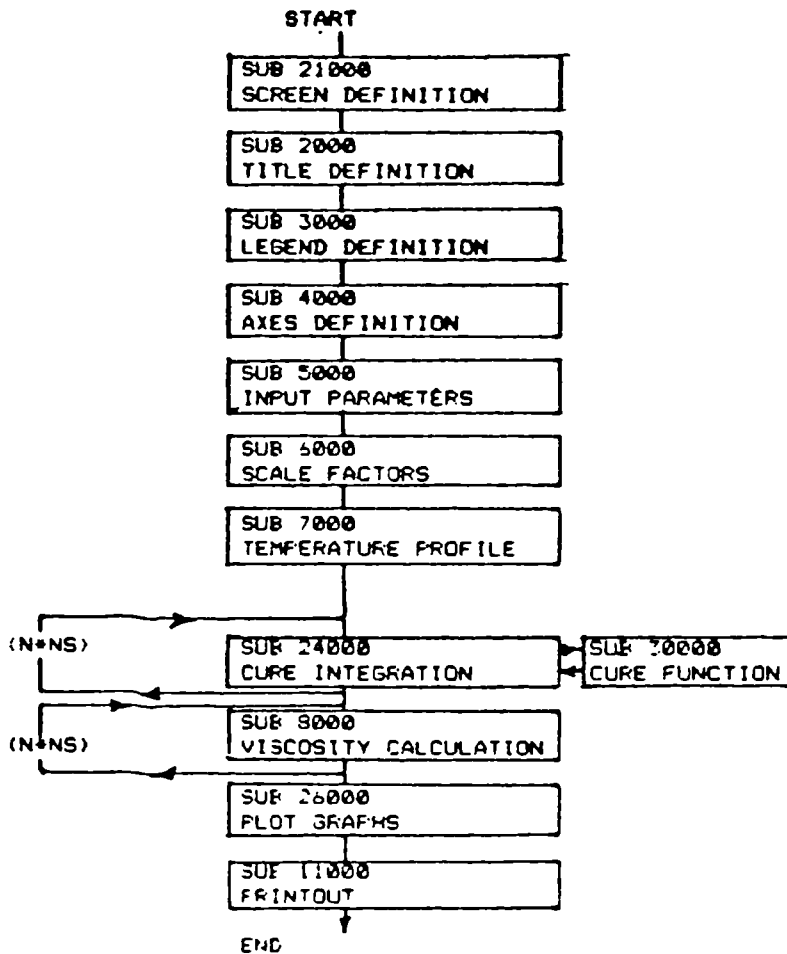 START
SUB 21000
SCREEN DEFINITION
SUB 2000
TITLE DEFINITION
SUB 3000
LEGEND DEFINITION
SUB 4000
AXES DEFINITION
SUB 5000
INPUT PARAMETERS
SUB 6000
SCALE FACTORS
SUB 7000
TEMPERATURE PROFILE
(N*NS)
SUB 24000
CURE INTEGRATION
SUB 30000
CURE FUNCTION
(N*NS)
SUB 8000
VISCOSITY CALCULATION
SUB 26000
PLOT GRAPHS
SUB 11000
PRINTOUT
END